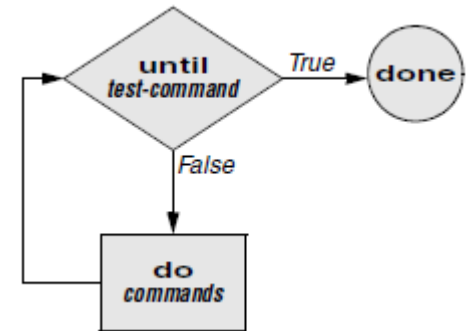 until
test-command
True
done
False
do
commands